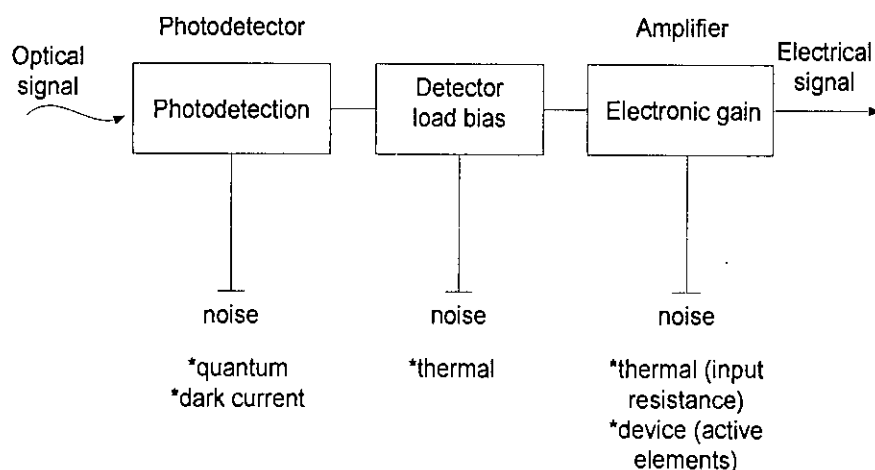 Photodetector
Amplifier
Optical
signal
Electrical
signal
Photodetection
Detector
load bias
Electronic gain
noise
noise
noise
*quantum
*dark current
*thermal
*thermal (input
resistance)
*device (active
elements)